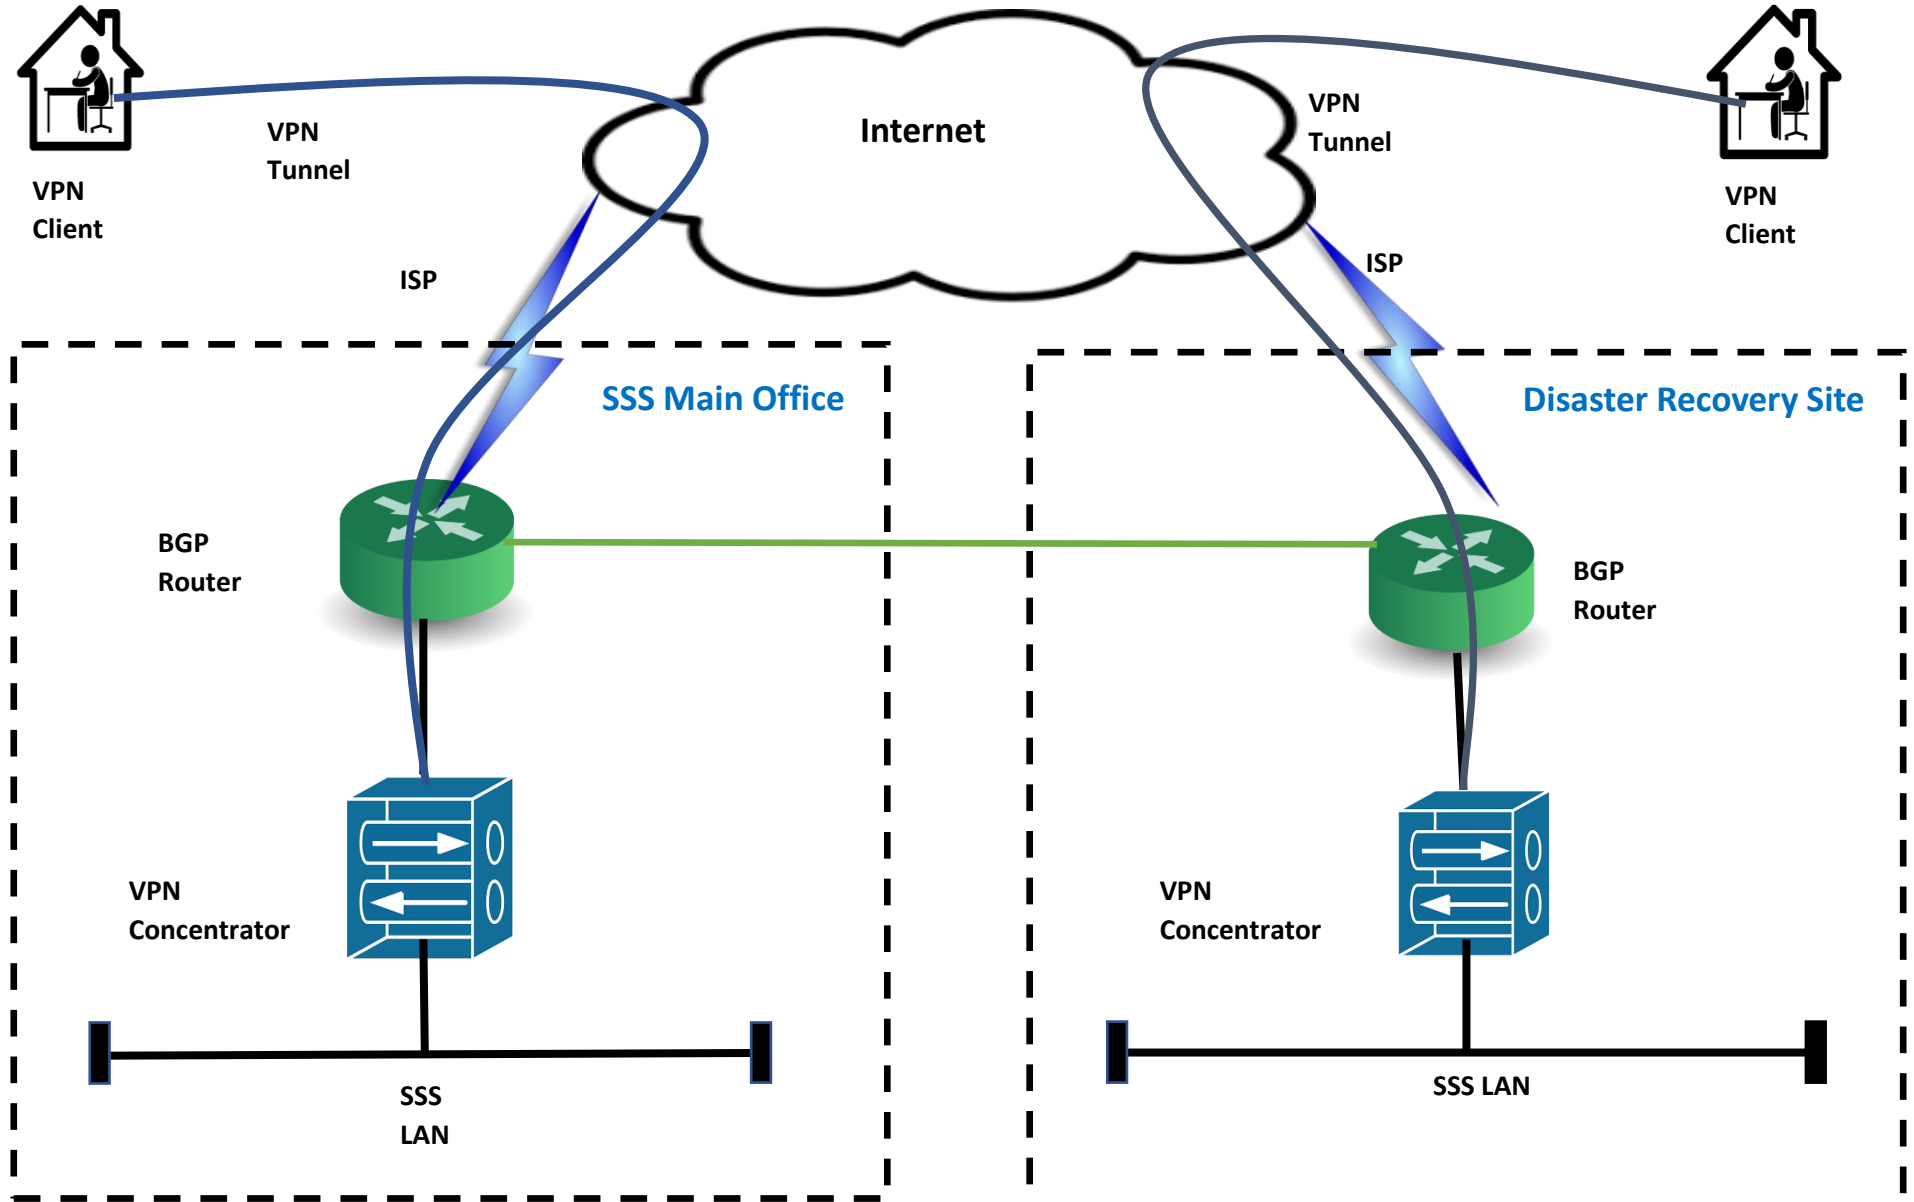 Internet
VPN
Tunnel
VPN
Tunnel
VPN
Client
VPN
Client
ISP
ISP
SSS Main Office
Disaster Recovery Site
BGP
Router
BGP
Router
VPN
Concentrator
VPN
Concentrator
SSS
LAN
SSS LAN